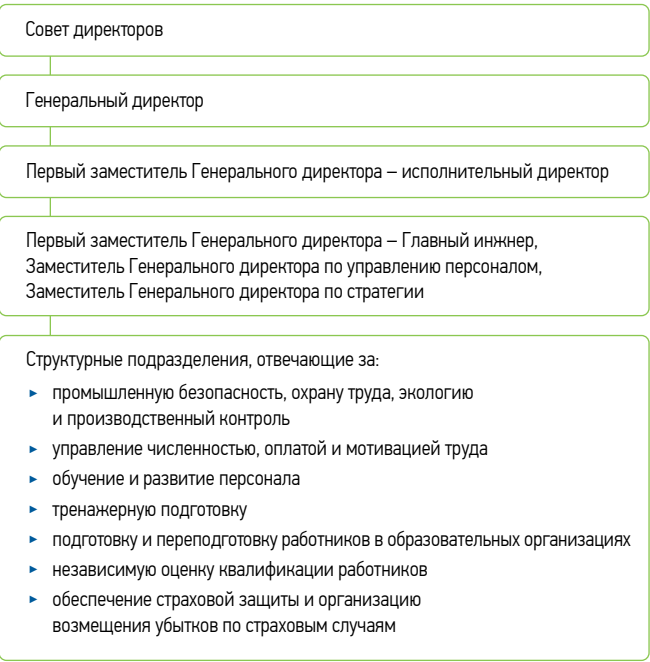 Совет директоров
Генеральный директор
Первый заместитель Генерального директора – исполнительный директор
Первый заместитель Генерального директора – Главный инжнер,
Заместитель Генерального директора по управлению персоналом,
Заместитель Генерального директора по стратегии
Структурные подразделения, отвечающие за:
► промышленную безопасность, охрану труда, экологию
и производственный контроль
► управление численностью, оплатой и мотивацией труда
► обучение и развитие персонала
► тренажерную подготовку
► подготовку и переподготовку работников в образовательных организациях
► независимую оценку квалификации работников
► обеспечение страховой защиты и организацию
возмещения убытков по страховым случаям